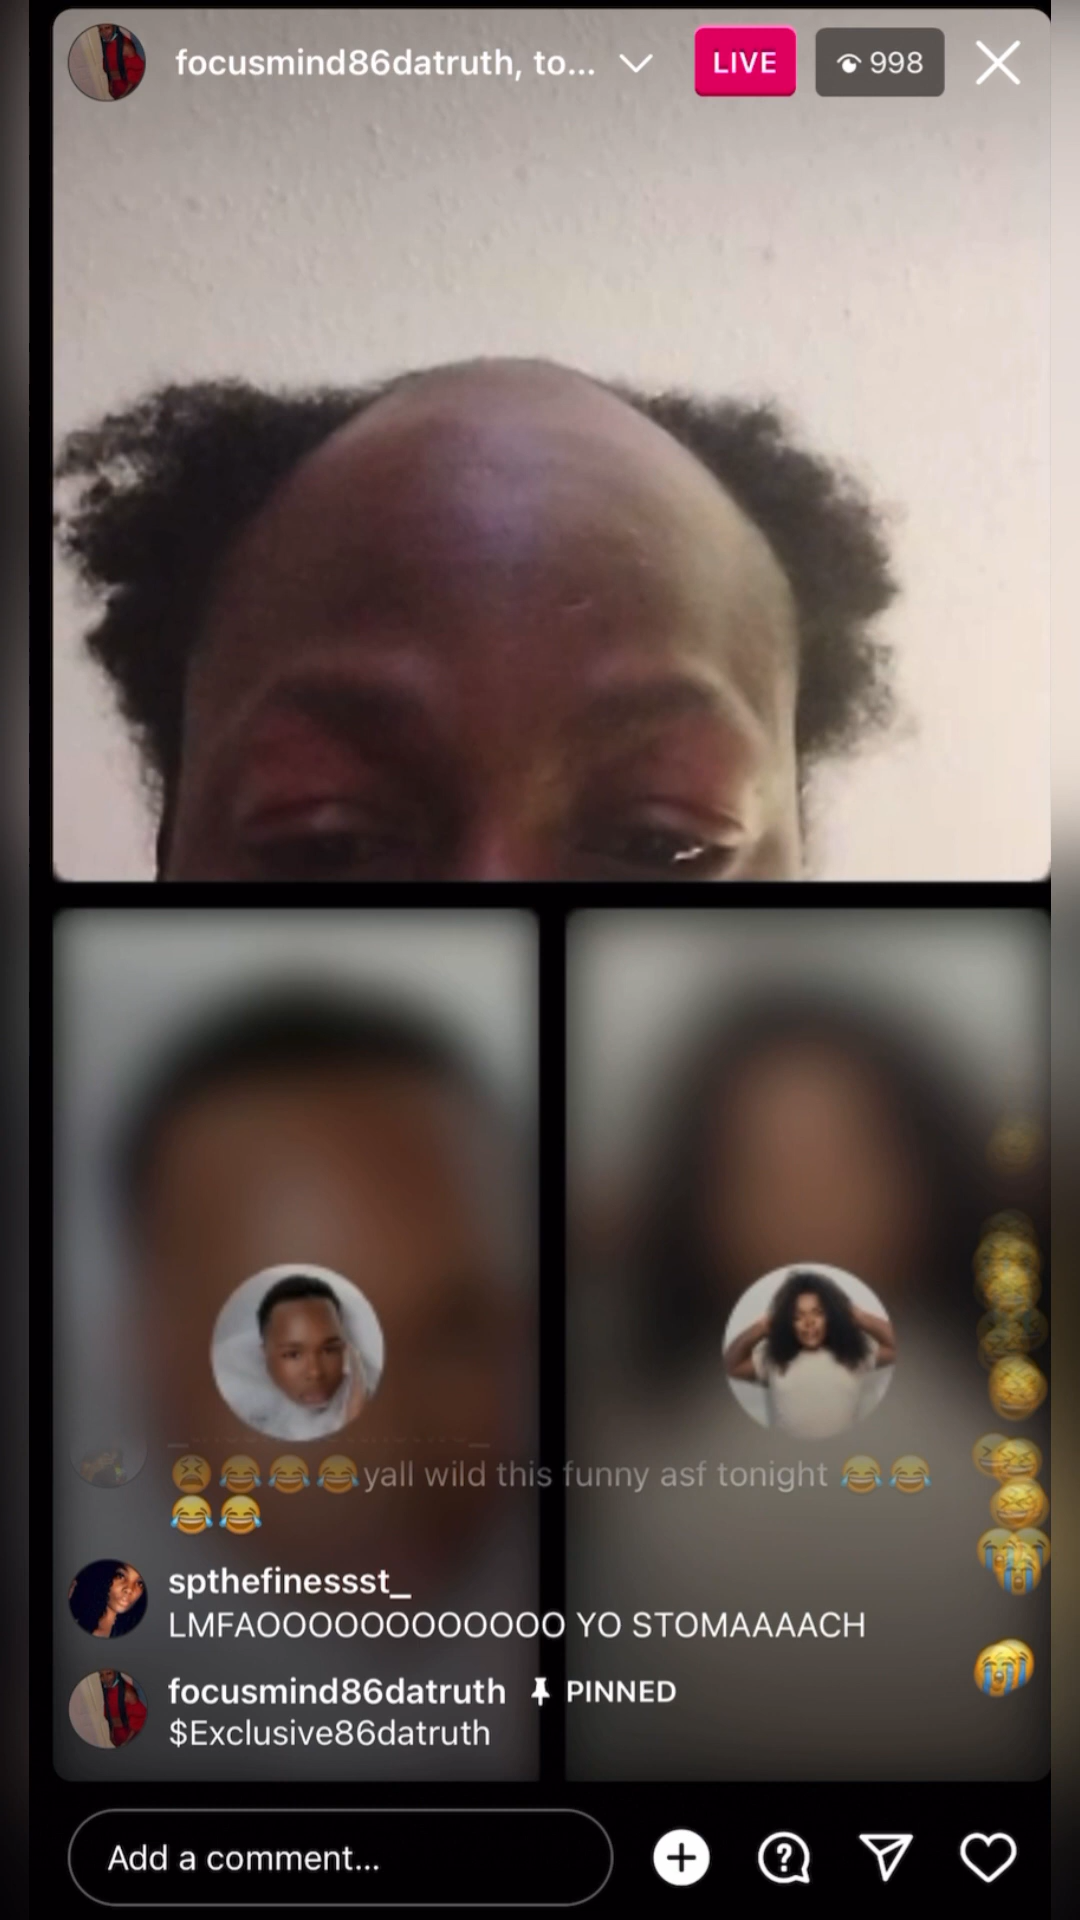 focusmind86datruth, to...
LIVE
998
😫😂😂😂yall wild this funny asf tonight 😂😂
😂😂
spthefinessst_
LMFAOOOOOOOOOOOO YO STOMAAAACH
focusmind86datruth PINNED
$Exclusive86datruth
Add a comment...